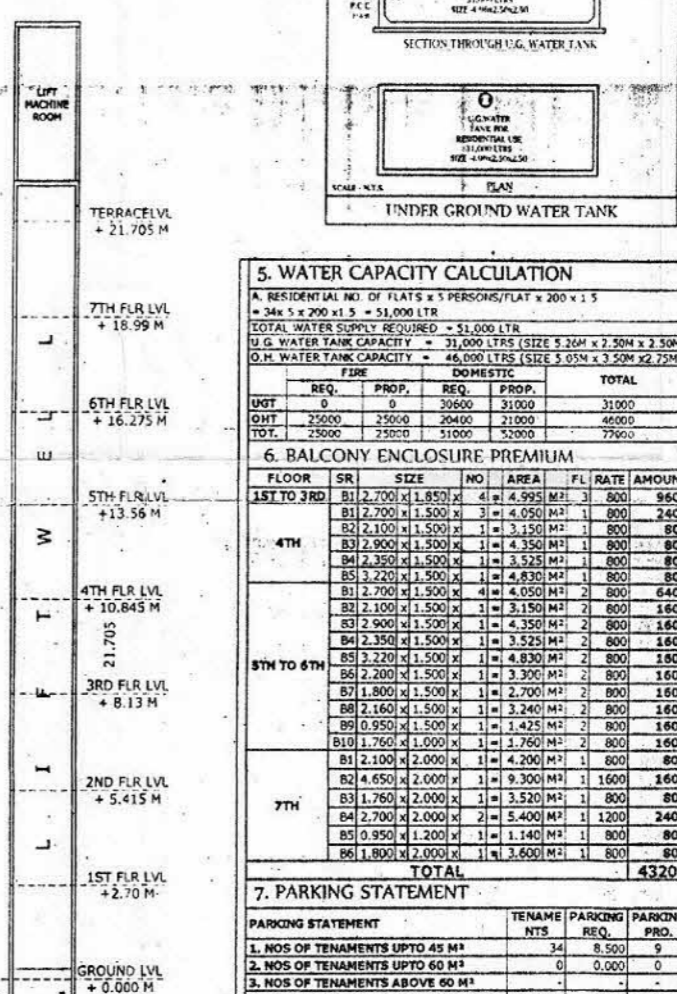 P.C.C.
SIZE 4.90x2.50x2.50
SECTION THROUGH U.G. WATER TANK
U.G.WATER
TANK FOR
RESIDENTIAL USE
31,000 LTRS
SIZE 4.90x2.50x2.50
SCALE - N.T.S.
PLAN
UNDER GROUND WATER TANK
LIFT
MACHINE
ROOM
LIFT WELL
TERRACELVL
+ 21.705 M
7TH FLR LVL
+ 18.99 M
6TH FLR LVL
+ 16.275 M
5TH FLR LVL
+13.56 M
4TH FLR LVL
+ 10.845 M
21.705
3RD FLR LVL
+ 8.13 M
2ND FLR LVL
+ 5.415 M
1ST FLR LVL
+2.70 M
GROUND LVL
+ 0.000 M
5. WATER CAPACITY CALCULATION
A. RESIDENTIAL NO. OF FLATS x 5 PERSONS/FLAT x 200 x 1 5
= 34x 5 x 200 x1.5 = 51,000 LTR
TOTAL WATER SUPPLY REQUIRED = 51,000 LTR
U.G. WATER TANK CAPACITY = 31,000 LTRS (SIZE 5.26M x 2.50M x 2.50M
O.H. WATER TANK CAPACITY = 46,000 LTRS (SIZE 5.05M x 3.50M x2.75M
FIRE DOMESTIC TOTAL
REQ. PROP. REQ. PROP.
UGT 0 0 30600 31000 31000
OHT 25000 25000 20400 21000 46000
TOT. 25000 25000 51000 52000 77000
6. BALCONY ENCLOSURE PREMIUM
FLOOR SR SIZE NO AREA FL RATE AMOUN
1ST TO 3RD B1 2.700 x 1.850 x 4 = 4.995 M² 3 800 960
4TH B1 2.700 x 1.500 x 3 = 4.050 M² 1 800 240
B2 2.100 x 1.500 x 1 = 3.150 M² 1 800 80
B3 2.900 x 1.500 x 1 = 4.350 M² 1 800 80
B4 2.350 x 1.500 x 1 = 3.525 M² 1 800 80
B5 3.220 x 1.500 x 1 = 4.830 M² 1 800 80
5TH TO 6TH B1 2.700 x 1.500 x 4 = 4.050 M² 2 800 640
B2 2.100 x 1.500 x 1 = 3.150 M² 2 800 160
B3 2.900 x 1.500 x 1 = 4.350 M² 2 800 160
B4 2.350 x 1.500 x 1 = 3.525 M² 2 800 160
B5 3.220 x 1.500 x 1 = 4.830 M² 2 800 160
B6 2.200 x 1.500 x 1 = 3.300 M² 2 800 160
B7 1.800 x 1.500 x 1 = 2.700 M² 2 800 160
B8 2.160 x 1.500 x 1 = 3.240 M² 2 800 160
B9 0.950 x 1.500 x 1 = 1.425 M² 2 800 160
B10 1.760 x 1.000 x 1 = 1.760 M² 2 800 160
7TH B1 2.100 x 2.000 x 1 = 4.200 M² 1 800 80
B2 4.650 x 2.000 x 1 = 9.300 M² 1 1600 160
B3 1.760 x 2.000 x 1 = 3.520 M² 1 800 80
B4 2.700 x 2.000 x 2 = 5.400 M² 1 1200 240
B5 0.950 x 1.200 x 1 = 1.140 M² 1 800 80
B6 1.800 x 2.000 x 1 = 3.600 M² 1 800 80
TOTAL 4320
7. PARKING STATEMENT
PARKING STATEMENT TENAME NTS PARKING REQ. PARKIN PRO.
1. NOS OF TENAMENTS UPTO 45 M² 34 8.500 9
2. NOS OF TENAMENTS UPTO 60 M² 0 0.000 0
3. NOS OF TENAMENTS ABOVE 60 M² - - -